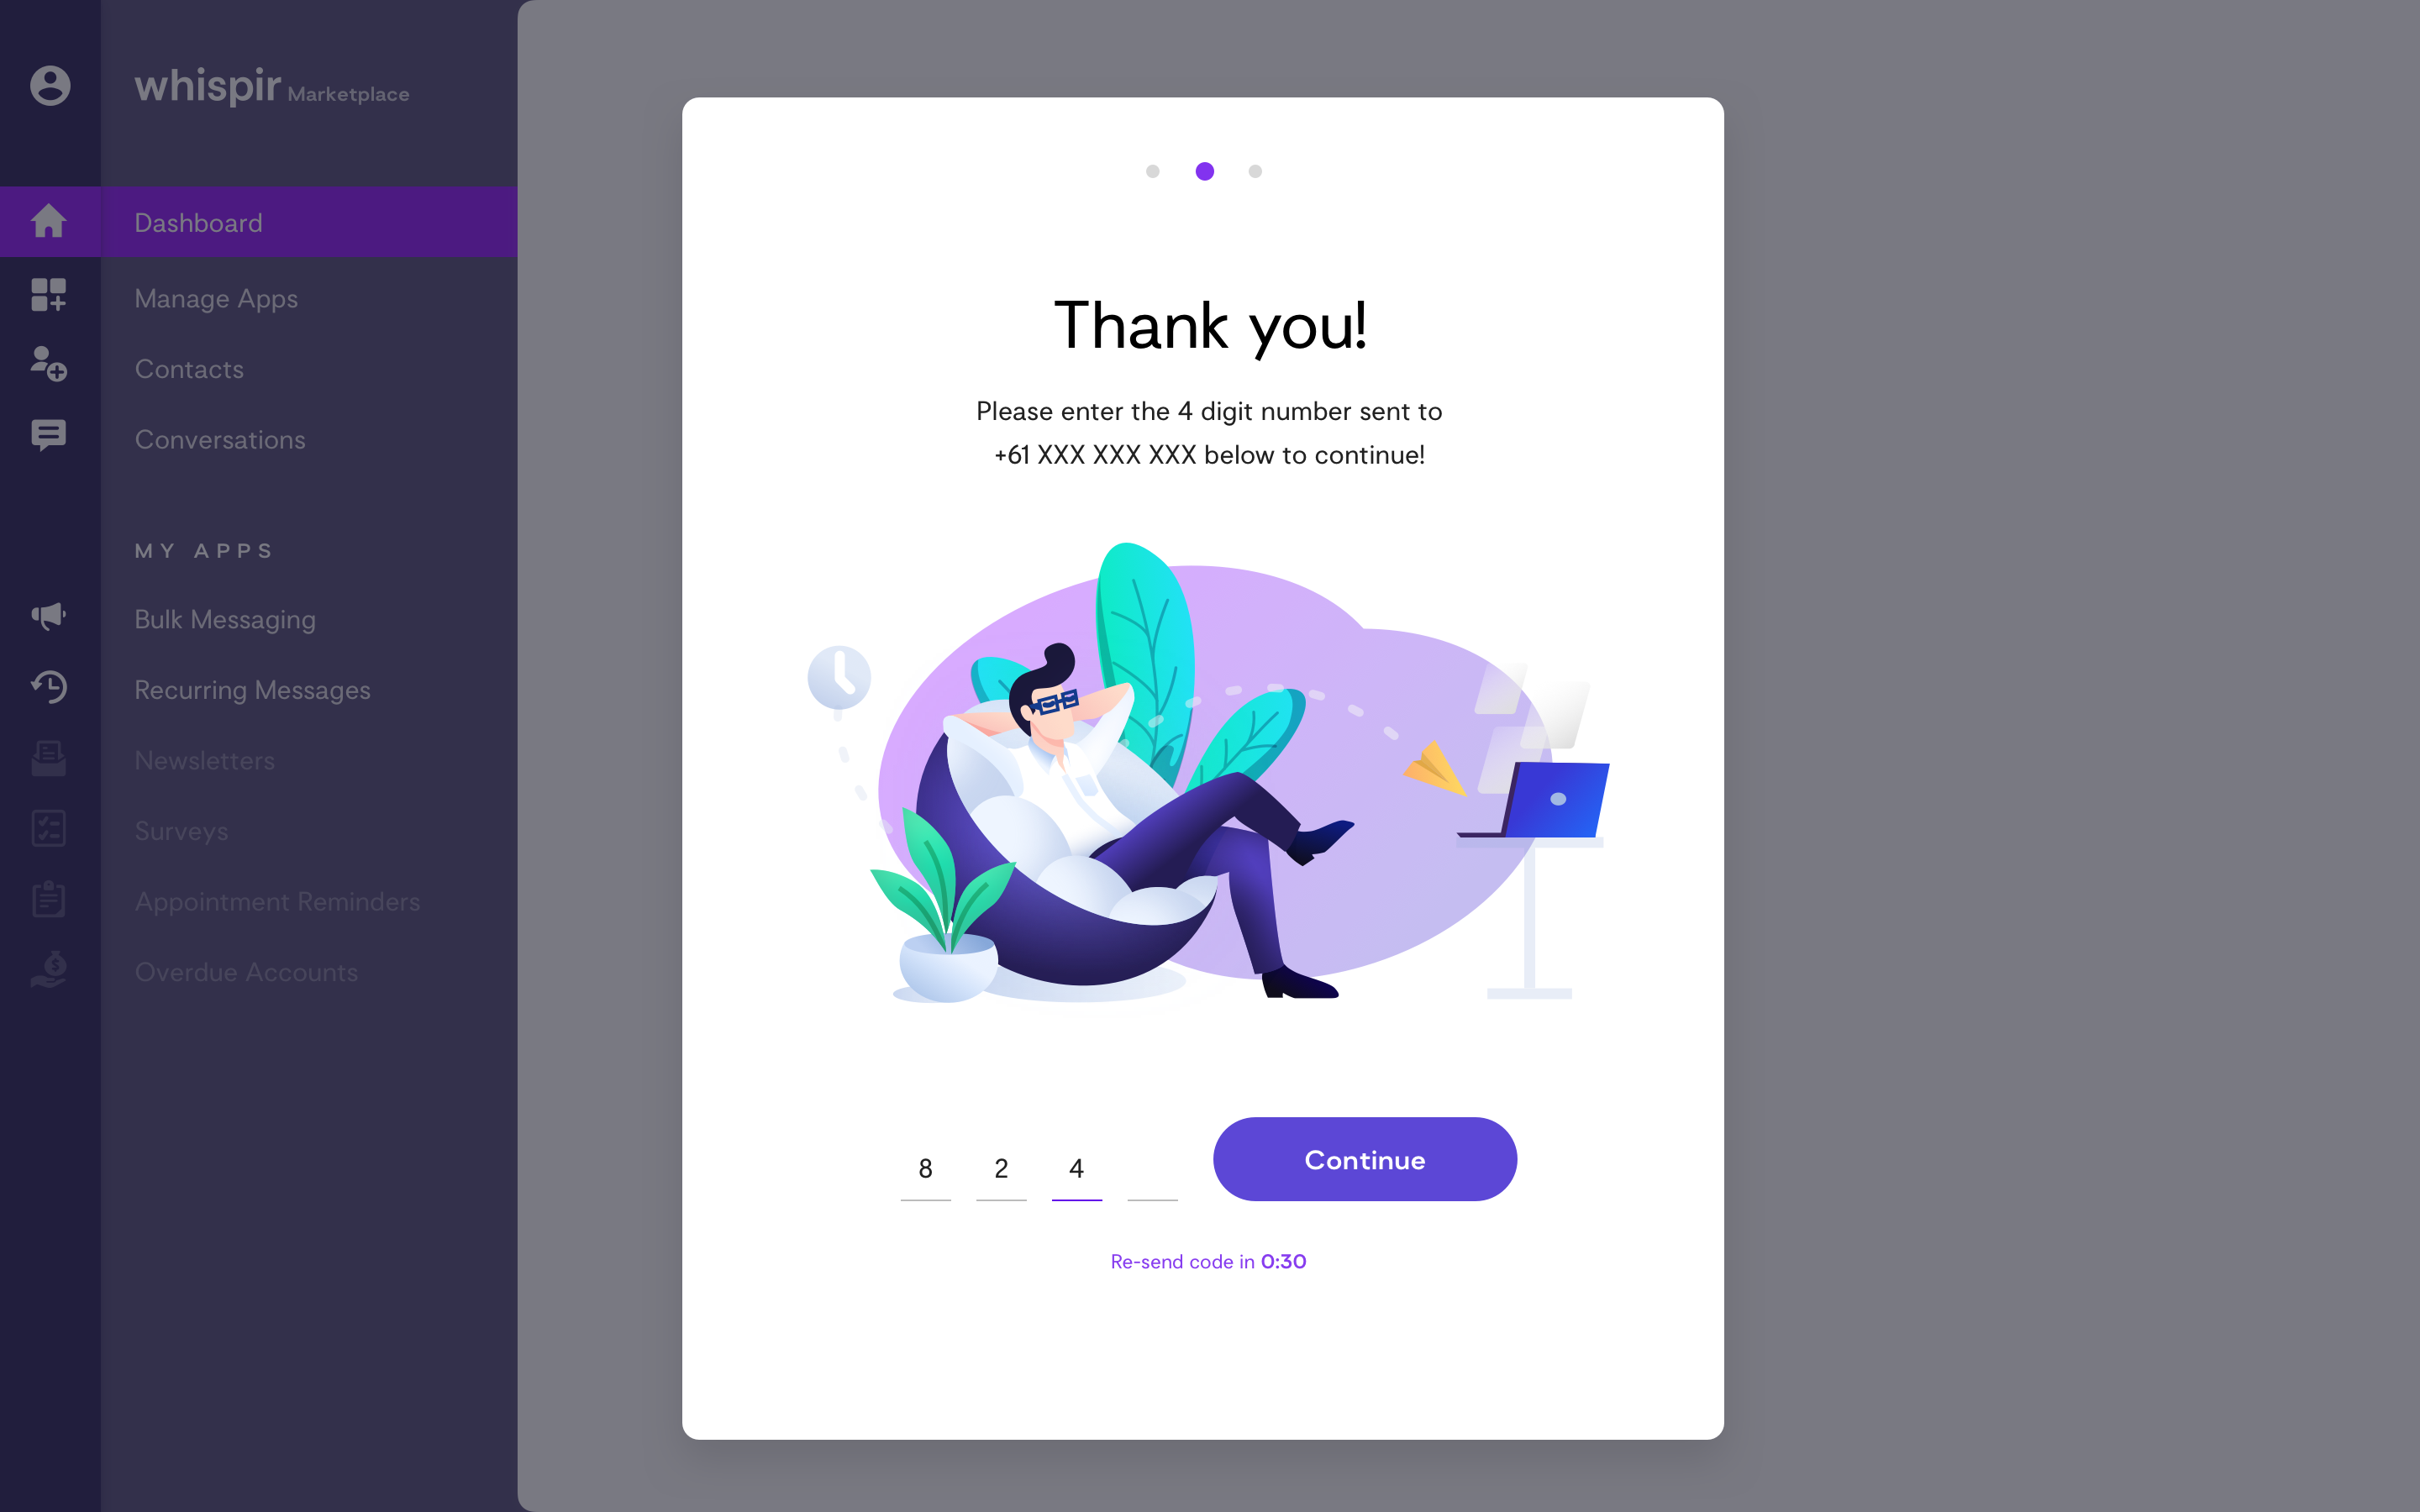 whispir Marketplace
Dashboard
Manage Apps
Contacts
Conversations
MY APPS
Bulk Messaging
Recurring Messages
Newsletters
Surveys
Appointment Reminders
Overdue Accounts
Thank you!
Please enter the 4 digit number sent to
+61 XXX XXX XXX below to continue!
8 2 4
Continue
Re-send code in 0:30